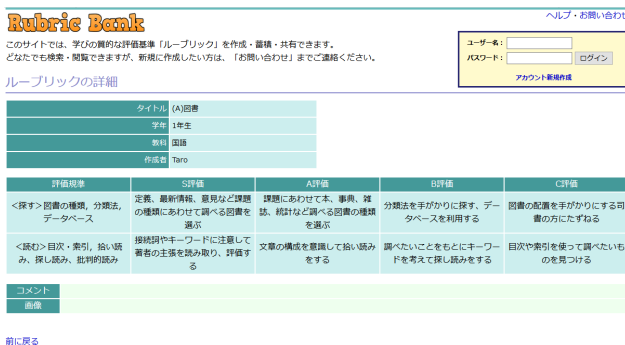 Rubric Bank
ヘルプ・お問い合わせ
このサイトでは、学びの質的な評価基準「ルーブリック」を作成・蓄積・共有できます。
どなたでも検索・閲覧できますが、新規に作成したい方は、「お問い合わせ」までご連絡ください。
ユーザー名：
パスワード：
ログイン
アカウント新規作成
ルーブリックの詳細
タイトル (A)図書
学年 1年生
教科 国語
作成者 Taro
評価規準 S評価 A評価 B評価 C評価
<探す>図書の種類，分類法，
データベース
定義、最新情報、意見など課題
の種類にあわせて調べる図書を
選ぶ
課題にあわせて本、事典、雑
誌、統計など調べる図書の種類
を選ぶ
分類法を手がかりに探す、デー
タベースを利用する
図書の配置を手がかりにする司
書の方にたずねる
<読む>目次・索引，拾い読
み、探し読み、批判的読み
接続詞やキーワードに注意して
著者の主張を読み取り、評価す
る
文章の構成を意識して拾い読み
をする
調べたいことをもとにキーワー
ドを考えて探し読みをする
目次や索引を使って調べたいも
のを見つける
コメント
画像
前に戻る